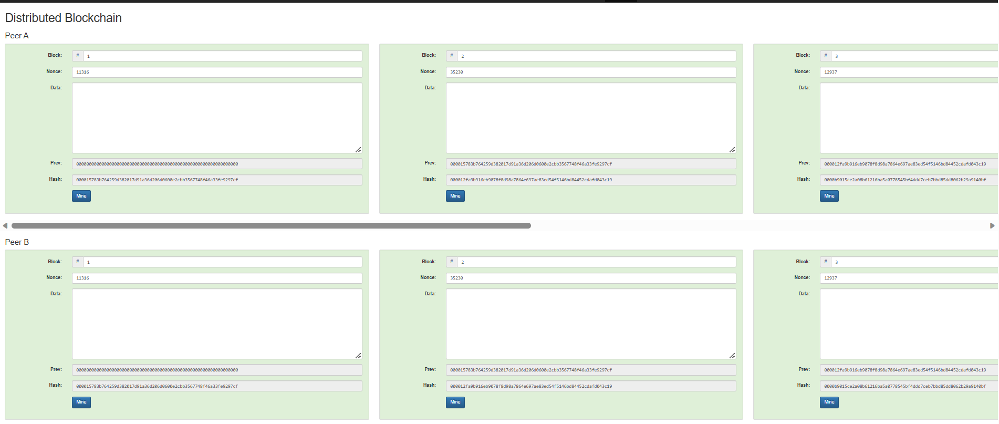 Distributed Blockchain
Peer A
Block: # 1
Nonce: 11316
Data:
Prev: 0000000000000000000000000000000000000000000000000000000000000000
Hash: 000015783b764259d382017d91a36d206d0600e2cbb3567748f46a33fe9297cf
Mine
Block: # 2
Nonce: 35230
Data:
Prev: 000015783b764259d382017d91a36d206d0600e2cbb3567748f46a33fe9297cf
Hash: 000012fa9b916eb9078f8d98a7864e697ae83ed54f5146bd84452cdafd043c19
Mine
Block: # 3
Nonce: 12937
Data:
Prev: 000012fa9b916eb9078f8d98a7864e697ae83ed54f5146bd84452cdafd043c19
Hash: 0000b9015ce2a08b61216ba5a0778545bf4ddd7ceb7bbd85dd8062b29a9140bf
Mine
Peer B
Block: # 1
Nonce: 11316
Data:
Prev: 0000000000000000000000000000000000000000000000000000000000000000
Hash: 000015783b764259d382017d91a36d206d0600e2cbb3567748f46a33fe9297cf
Mine
Block: # 2
Nonce: 35230
Data:
Prev: 000015783b764259d382017d91a36d206d0600e2cbb3567748f46a33fe9297cf
Hash: 000012fa9b916eb9078f8d98a7864e697ae83ed54f5146bd84452cdafd043c19
Mine
Block: # 3
Nonce: 12937
Data:
Prev: 000012fa9b916eb9078f8d98a7864e697ae83ed54f5146bd84452cdafd043c19
Hash: 0000b9015ce2a08b61216ba5a0778545bf4ddd7ceb7bbd85dd8062b29a9140bf
Mine